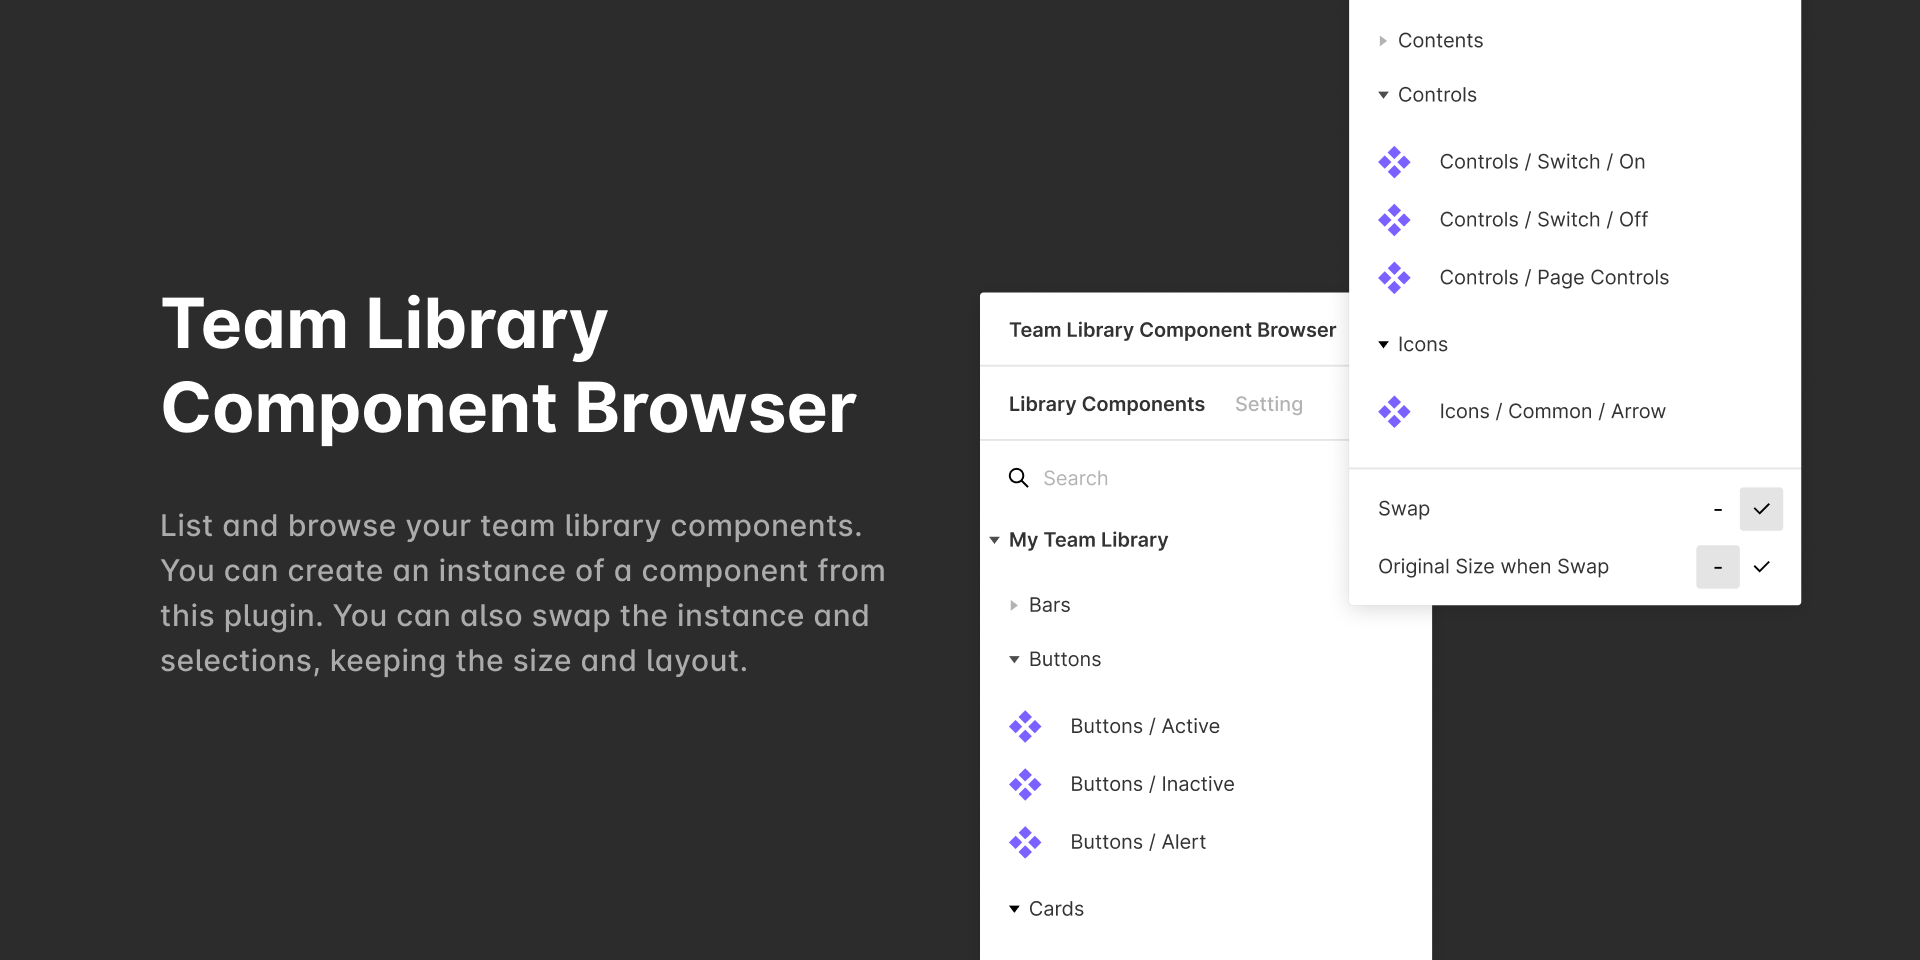 Team Library
Component Browser
List and browse your team library components.
You can create an instance of a component from
this plugin. You can also swap the instance and
selections, keeping the size and layout.
Team Library Component Browser
Library Components Setting
Search
My Team Library
Bars
Buttons
Buttons / Active
Buttons / Inactive
Buttons / Alert
Cards
Contents
Controls
Controls / Switch / On
Controls / Switch / Off
Controls / Page Controls
Icons
Icons / Common / Arrow
Swap -
Original Size when Swap -